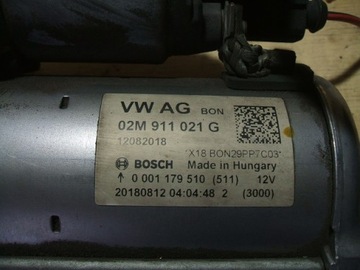 VW AG BON
02M 911 021 G
12082018
*X18 BON29PP7C03*
BOSCH Made in Hungary
↑ 0 001 179 510 (511) 12V
20180812 04:04:48 2 (3000)